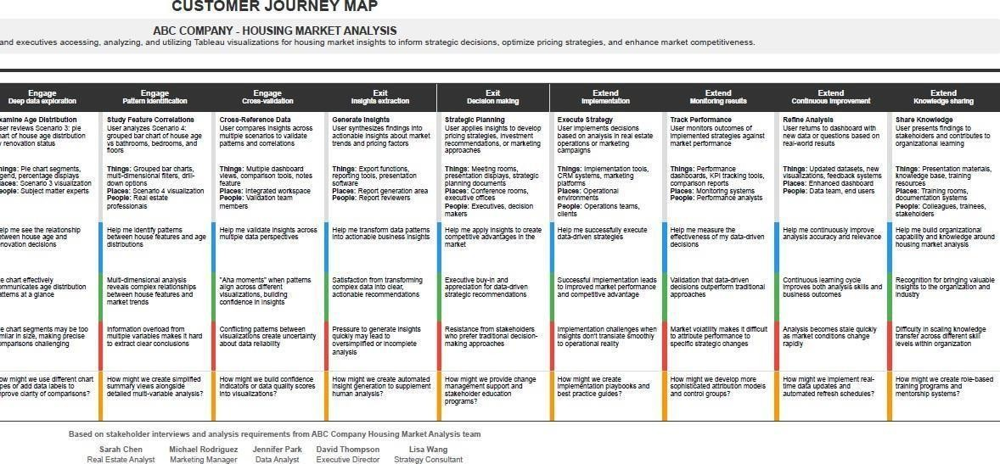 CUSTOMER JOURNEY MAP
ABC COMPANY - HOUSING MARKET ANALYSIS
and executives accessing, analyzing, and utilizing Tableau visualizations for housing market insights to inform strategic decisions, optimize pricing strategies, and enhance market competitiveness.
Engage
Deep data exploration
Engage
Pattern identification
Engage
Cross-validation
Exit
Insights extraction
Exit
Decision making
Extend
Implementation
Extend
Monitoring results
Extend
Continuous improvement
Extend
Knowledge sharing
xamine Age Distribution
ser reviews Scenario 3: pie
hart of house age distribution
y renovation status
Study Feature Correlations
User analyzes Scenario 4:
grouped bar chart of house age
vs bathrooms, bedrooms, and
floors
Cross-Reference Data
User compares insights across
multiple scenarios to validate
patterns and correlations
Generate Insights
User synthesizes findings into
actionable insights about market
trends and pricing factors
Strategic Planning
User applies insights to develop
pricing strategies, investment
recommendations, or marketing
approaches
Execute Strategy
User implements decisions
based on analysis in real estate
operations or marketing
campaigns
Track Performance
User monitors outcomes of
implemented strategies against
market performance
Refine Analysis
User returns to dashboard with
new data or questions based on
real-world results
Share Knowledge
User presents findings to
stakeholders and contributes to
organizational learning
hings: Pie chart segments,
gend, percentage displays
laces: Scenario 3 visualization
eople: Subject matter experts
Things: Grouped bar charts,
multi-dimensional filters, drill-
down options
Places: Scenario 4 visualization
People: Real estate
professionals
Things: Multiple dashboard
views, comparison tools, notes
feature
Places: Integrated workspace
People: Validation team
members
Things: Export functions,
reporting tools, presentation
software
Places: Report generation area
People: Report reviewers
Things: Meeting rooms,
presentation displays, strategic
planning documents
Places: Conference rooms,
executive offices
People: Executives, decision
makers
Things: Implementation tools,
CRM systems, marketing
platforms
Places: Operational
environments
People: Operations teams,
clients
Things: Performance
dashboards, KPI tracking tools,
comparison reports
Places: Monitoring systems
People: Performance analysts
Things: Updated datasets, new
visualizations, feedback systems
Places: Enhanced dashboard
People: Data team, end users
Things: Presentation materials,
knowledge base, training
resources
Places: Training rooms,
documentation systems
People: Colleagues, trainees,
stakeholders
elp me see the relationship
etween house age and
novation decisions
Help me identify patterns
between house features and age
distributions
Help me validate insights across
multiple data perspectives
Help me transform data patterns
into actionable business insights
Help me apply insights to create
competitive advantages in the
market
Help me successfully execute
data-driven strategies
Help me measure the
effectiveness of my data-driven
decisions
Help me continuously improve
analysis accuracy and relevance
Help me build organizational
capability and knowledge around
housing market analysis
e chart effectively
ommunicates age distribution
atterns at a glance
Multi-dimensional analysis
reveals complex relationships
between house features and
market trends
"Aha moments" when patterns
align across different
visualizations, building
confidence in insights
Satisfaction from transforming
complex data into clear,
actionable recommendations
Executive buy-in and
appreciation for data-driven
strategic recommendations
Successful implementation leads
to improved market performance
and competitive advantage
Validation that data-driven
decisions outperform traditional
approaches
Continuous learning cycle
improves both analysis skills and
business outcomes
Recognition for bringing valuable
insights to the organization and
industry
e chart segments may be too
milar in size, making precise
omparisons challenging
Information overload from
multiple variables makes it hard
to extract clear conclusions
Conflicting patterns between
visualizations create uncertainty
about data reliability
Pressure to generate insights
quickly may lead to
oversimplified or incomplete
analysis
Resistance from stakeholders
who prefer traditional decision-
making approaches
Implementation challenges when
insights don't translate smoothly
to operational reality
Market volatility makes it difficult
to attribute performance to
specific strategic changes
Analysis becomes stale quickly
as market conditions change
rapidly
Difficulty in scaling knowledge
transfer across different skill
levels within organization
ow might we use different chart
pes or add data labels to
mprove clarity of comparisons?
How might we create simplified
summary views alongside
detailed multi-variable analysis?
How might we build confidence
indicators or data quality scores
into visualizations?
How might we create automated
insight generation to supplement
human analysis?
How might we provide change
management support and
stakeholder education
programs?
How might we create
implementation playbooks and
best practice guides?
How might we develop more
sophisticated attribution models
and control groups?
How might we implement real-
time data updates and
automated refresh schedules?
How might we create role-based
training programs and
mentorship systems?
Based on stakeholder interviews and analysis requirements from ABC Company Housing Market Analysis team
Sarah Chen
Real Estate Analyst
Michael Rodriguez
Marketing Manager
Jennifer Park
Data Analyst
David Thompson
Executive Director
Lisa Wang
Strategy Consultant